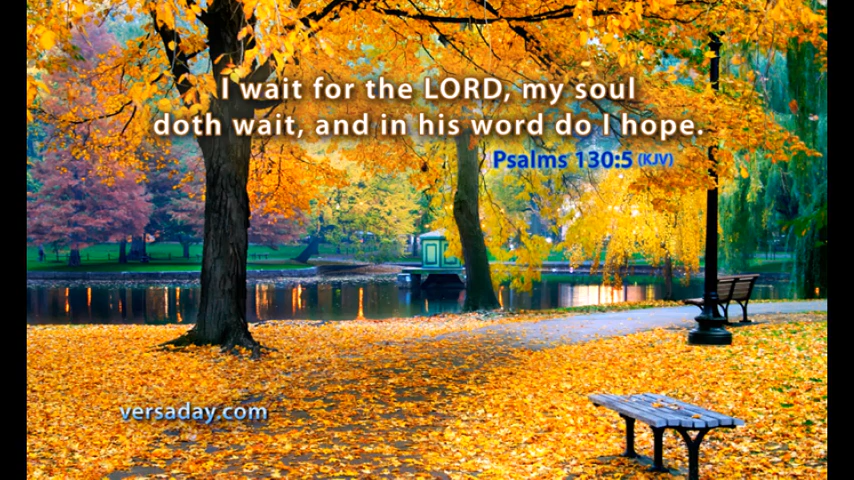 I wait for the LORD, my soul
doth wait, and in his word do I hope.
Psalms 130:5 (KJV)
versaday.com